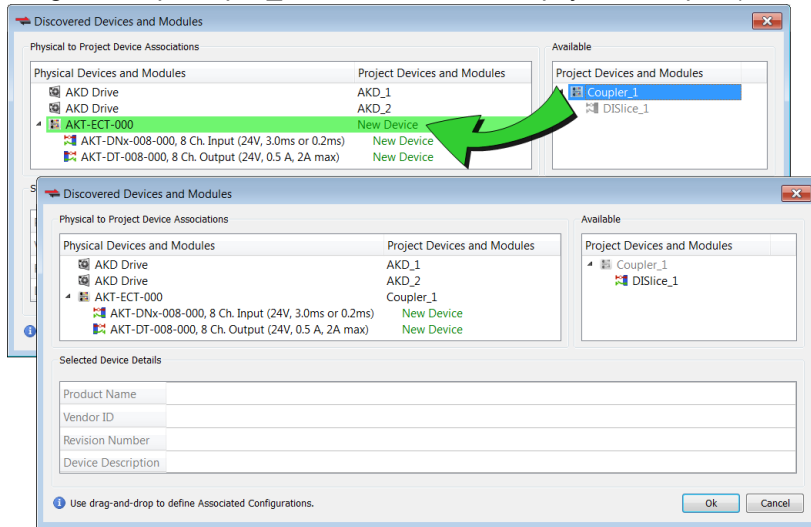 Discovered Devices and Modules
Physical to Project Device Associations
Available
Physical Devices and Modules Project Devices and Modules
Project Devices and Modules
AKD Drive AKD_1
AKD Drive AKD_2
AKT-ECT-000 New Device
AKT-DNx-008-000, 8 Ch. Input (24V, 3.0ms or 0.2ms) New Device
AKT-DT-008-000, 8 Ch. Output (24V, 0.5 A, 2A max) New Device
Coupler_1
DISlice_1
Discovered Devices and Modules
Physical to Project Device Associations
Available
Physical Devices and Modules Project Devices and Modules
Project Devices and Modules
AKD Drive AKD_1
AKD Drive AKD_2
AKT-ECT-000 Coupler_1
AKT-DNx-008-000, 8 Ch. Input (24V, 3.0ms or 0.2ms) New Device
AKT-DT-008-000, 8 Ch. Output (24V, 0.5 A, 2A max) New Device
Coupler_1
DISlice_1
Selected Device Details
Product Name
Vendor ID
Revision Number
Device Description
Use drag-and-drop to define Associated Configurations.
Ok Cancel